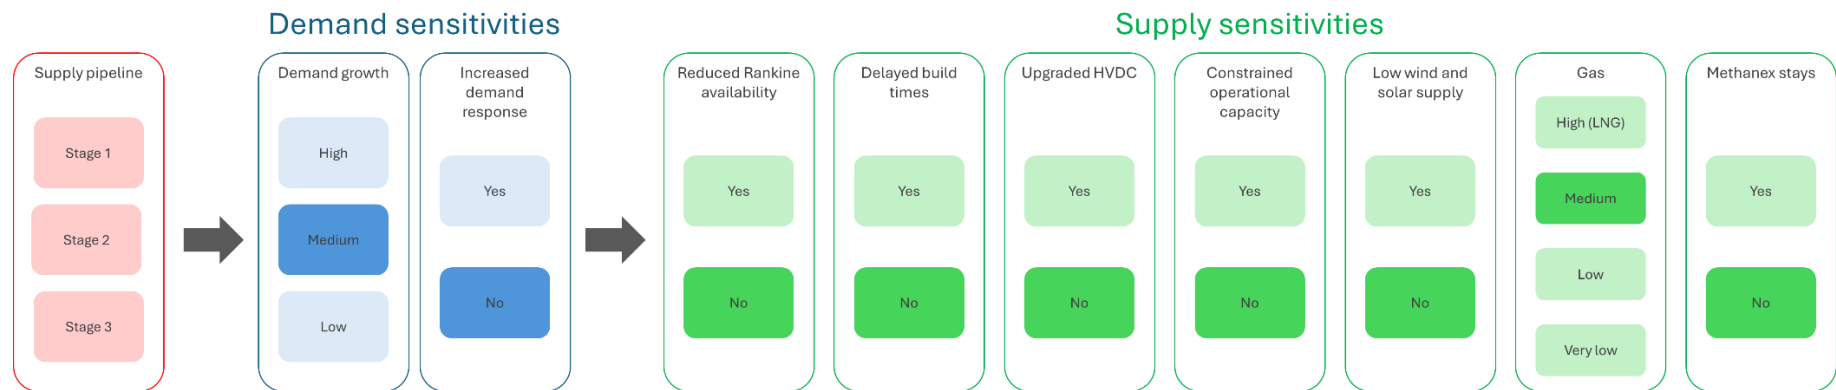 Demand sensitivities
Supply sensitivities
Supply pipeline
Stage 1
Stage 2
Stage 3
Demand growth
High
Medium
Low
Increased
demand
response
Yes
No
Reduced Rankine
availability
Yes
No
Delayed build
times
Yes
No
Upgraded HVDC
Yes
No
Constrained
operational
capacity
Yes
No
Low wind and
solar supply
Yes
No
Gas
High (LNG)
Medium
Low
Very low
Methanex stays
Yes
No